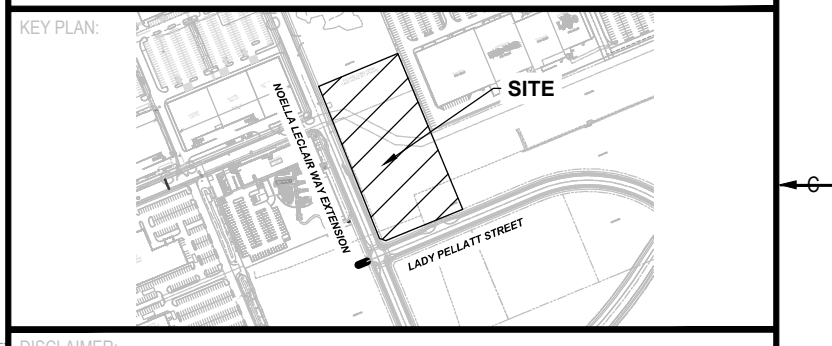 KEY PLAN:
SITE
NOELLA LECLAIR WAY EXTENSION
LADY PELLATT STREET
DISCLAIMER: